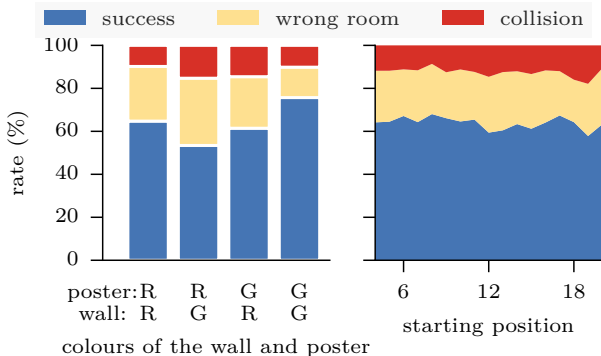 success wrong room collision
100
80
60
40
20
0
rate (%)
poster: R R G G
wall: R G R G
colours of the wall and poster
6 12 18
starting position